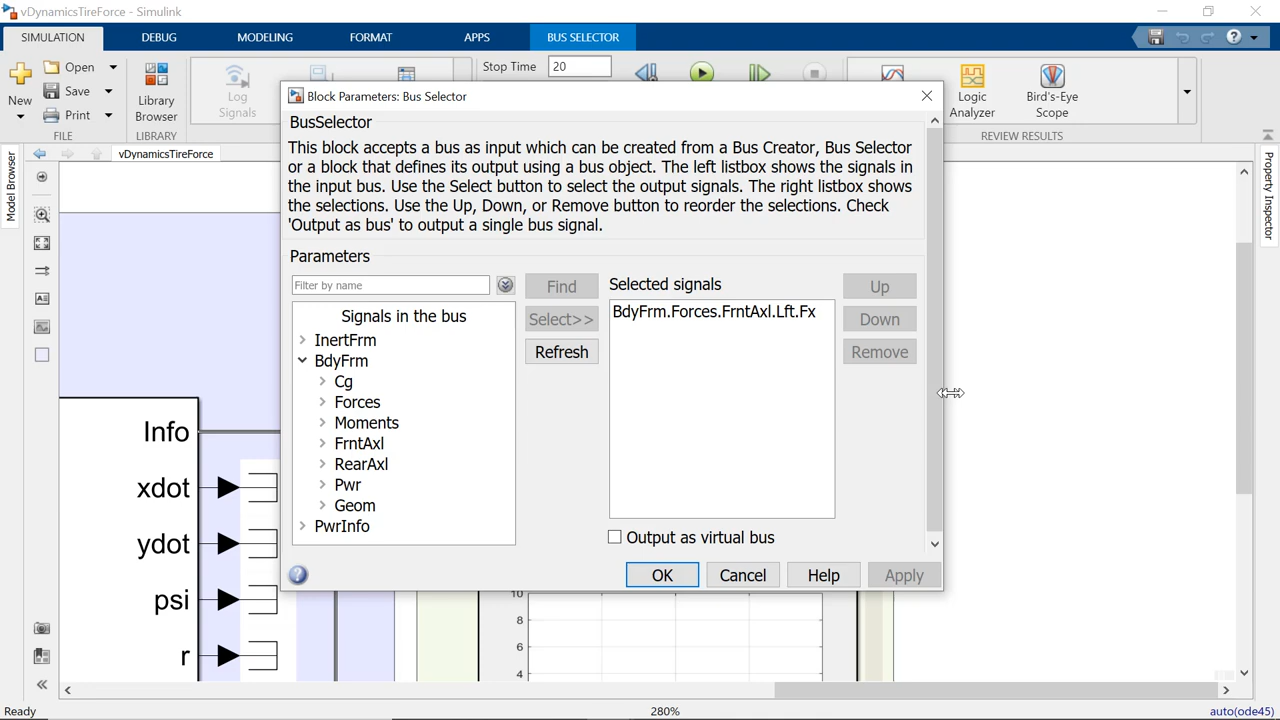 vDynamicsTireForce - Simulink
SIMULATION
DEBUG
MODELING
FORMAT
APPS
BUS SELECTOR
New
Open
Save
Print
FILE
Library
Browser
LIBRARY
Log
Signals
Stop Time
20
Logic
Analyzer
Bird's-Eye
Scope
REVIEW RESULTS
Model Browser
vDynamicsTireForce
Property Inspector
Block Parameters: Bus Selector
BusSelector
This block accepts a bus as input which can be created from a Bus Creator, Bus Selector
or a block that defines its output using a bus object. The left listbox shows the signals in
the input bus. Use the Select button to select the output signals. The right listbox shows
the selections. Use the Up, Down, or Remove button to reorder the selections. Check
'Output as bus' to output a single bus signal.
Parameters
Filter by name
Find
Select>>
Refresh
Signals in the bus
InertFrm
BdyFrm
Cg
Forces
Moments
FrntAxl
RearAxl
Pwr
Geom
PwrInfo
Selected signals
BdyFrm.Forces.FrntAxl.Lft.Fx
Up
Down
Remove
Output as virtual bus
OK
Cancel
Help
Apply
Info
xdot
ydot
psi
r
10
8
6
4
Ready
280%
auto(ode45)